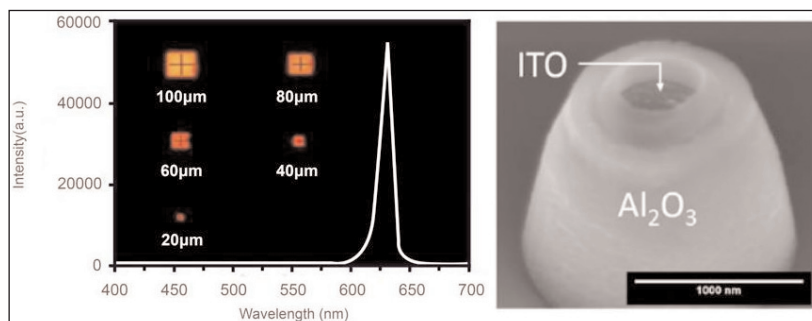 60000
40000
20000
0
Intensity(a.u.)
100µm 80µm
60µm 40µm
20µm
400 450 500 550 600 650 700
Wavelength (nm)
ITO
Al₂O₃
1000 nm